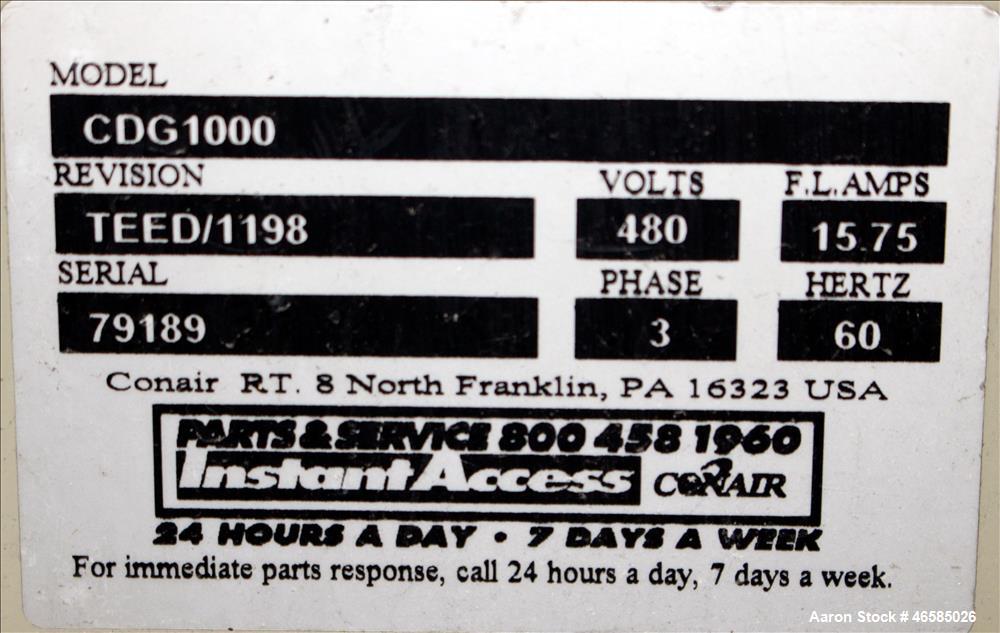 MODEL
CDG1000
REVISION VOLTS F.L.AMPS
TEED/1198 480 15.75
SERIAL PHASE HERTZ
79189 3 60
Conair RT. 8 North Franklin, PA 16323 USA
PARTS & SERVICE 800 458 1960
Instant Access CONAIR
24 HOURS A DAY • 7 DAYS A WEEK
For immediate parts response, call 24 hours a day, 7 days a week.
Aaron Stock # 46585026